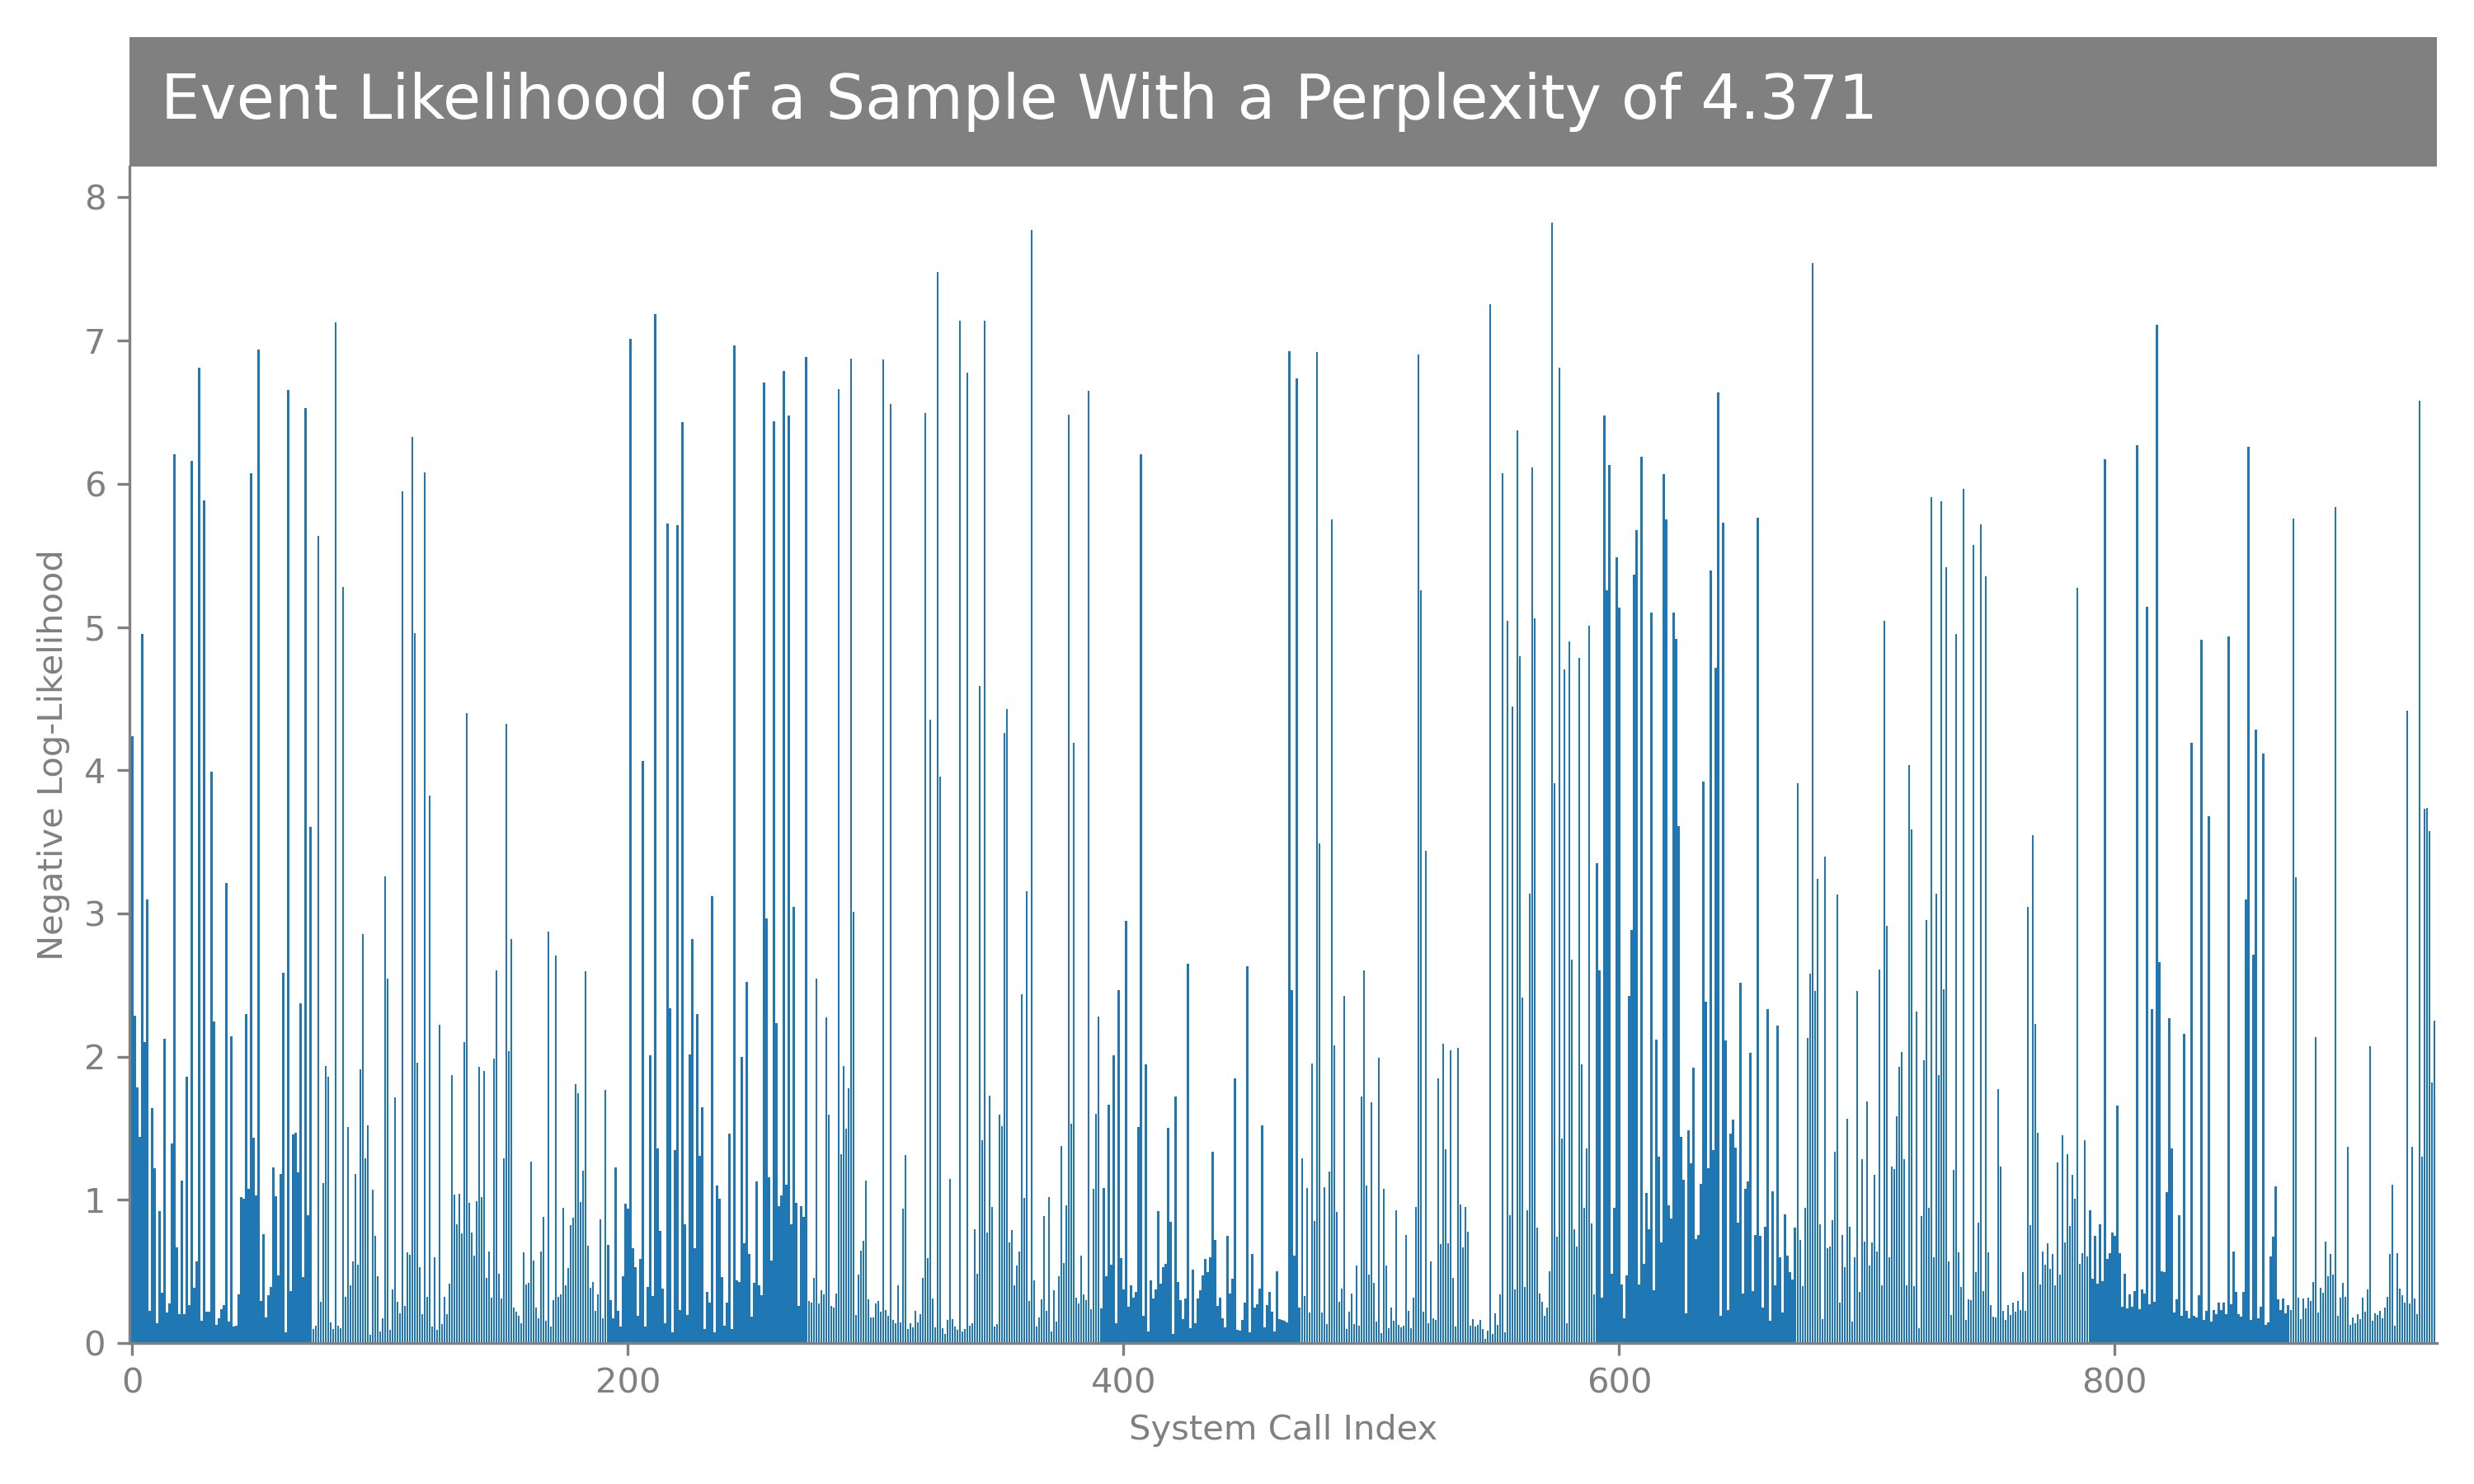 Event Likelihood of a Sample With a Perplexity of 4.371
8
7
6
5
4
3
2
1
0
Negative Log-Likelihood
0 200 400 600 800
System Call Index